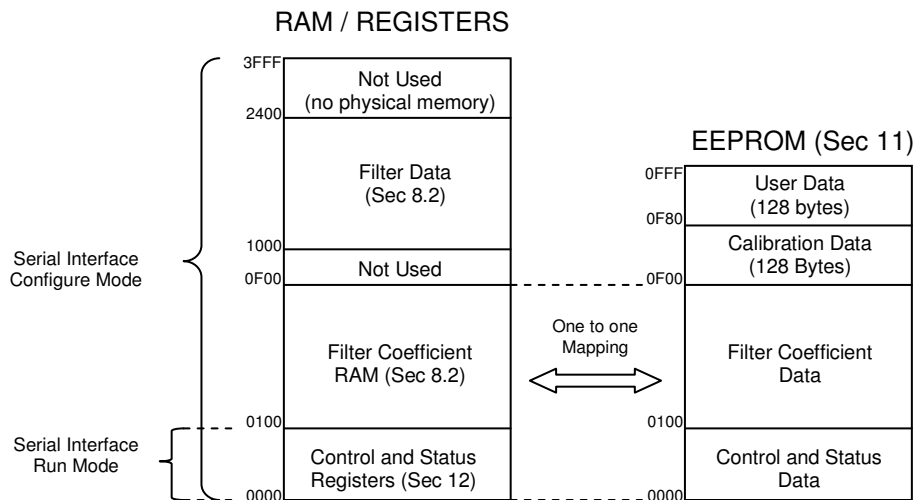 RAM / REGISTERS
3FFF
Not Used
(no physical memory)
2400
Filter Data
(Sec 8.2)
1000
Not Used
0F00
Filter Coefficient
RAM (Sec 8.2)
0100
Control and Status
Registers (Sec 12)
0000
Serial Interface
Configure Mode
Serial Interface
Run Mode
One to one
Mapping
EEPROM (Sec 11)
0FFF
User Data
(128 bytes)
0F80
Calibration Data
(128 Bytes)
0F00
Filter Coefficient
Data
0100
Control and Status
Data
0000